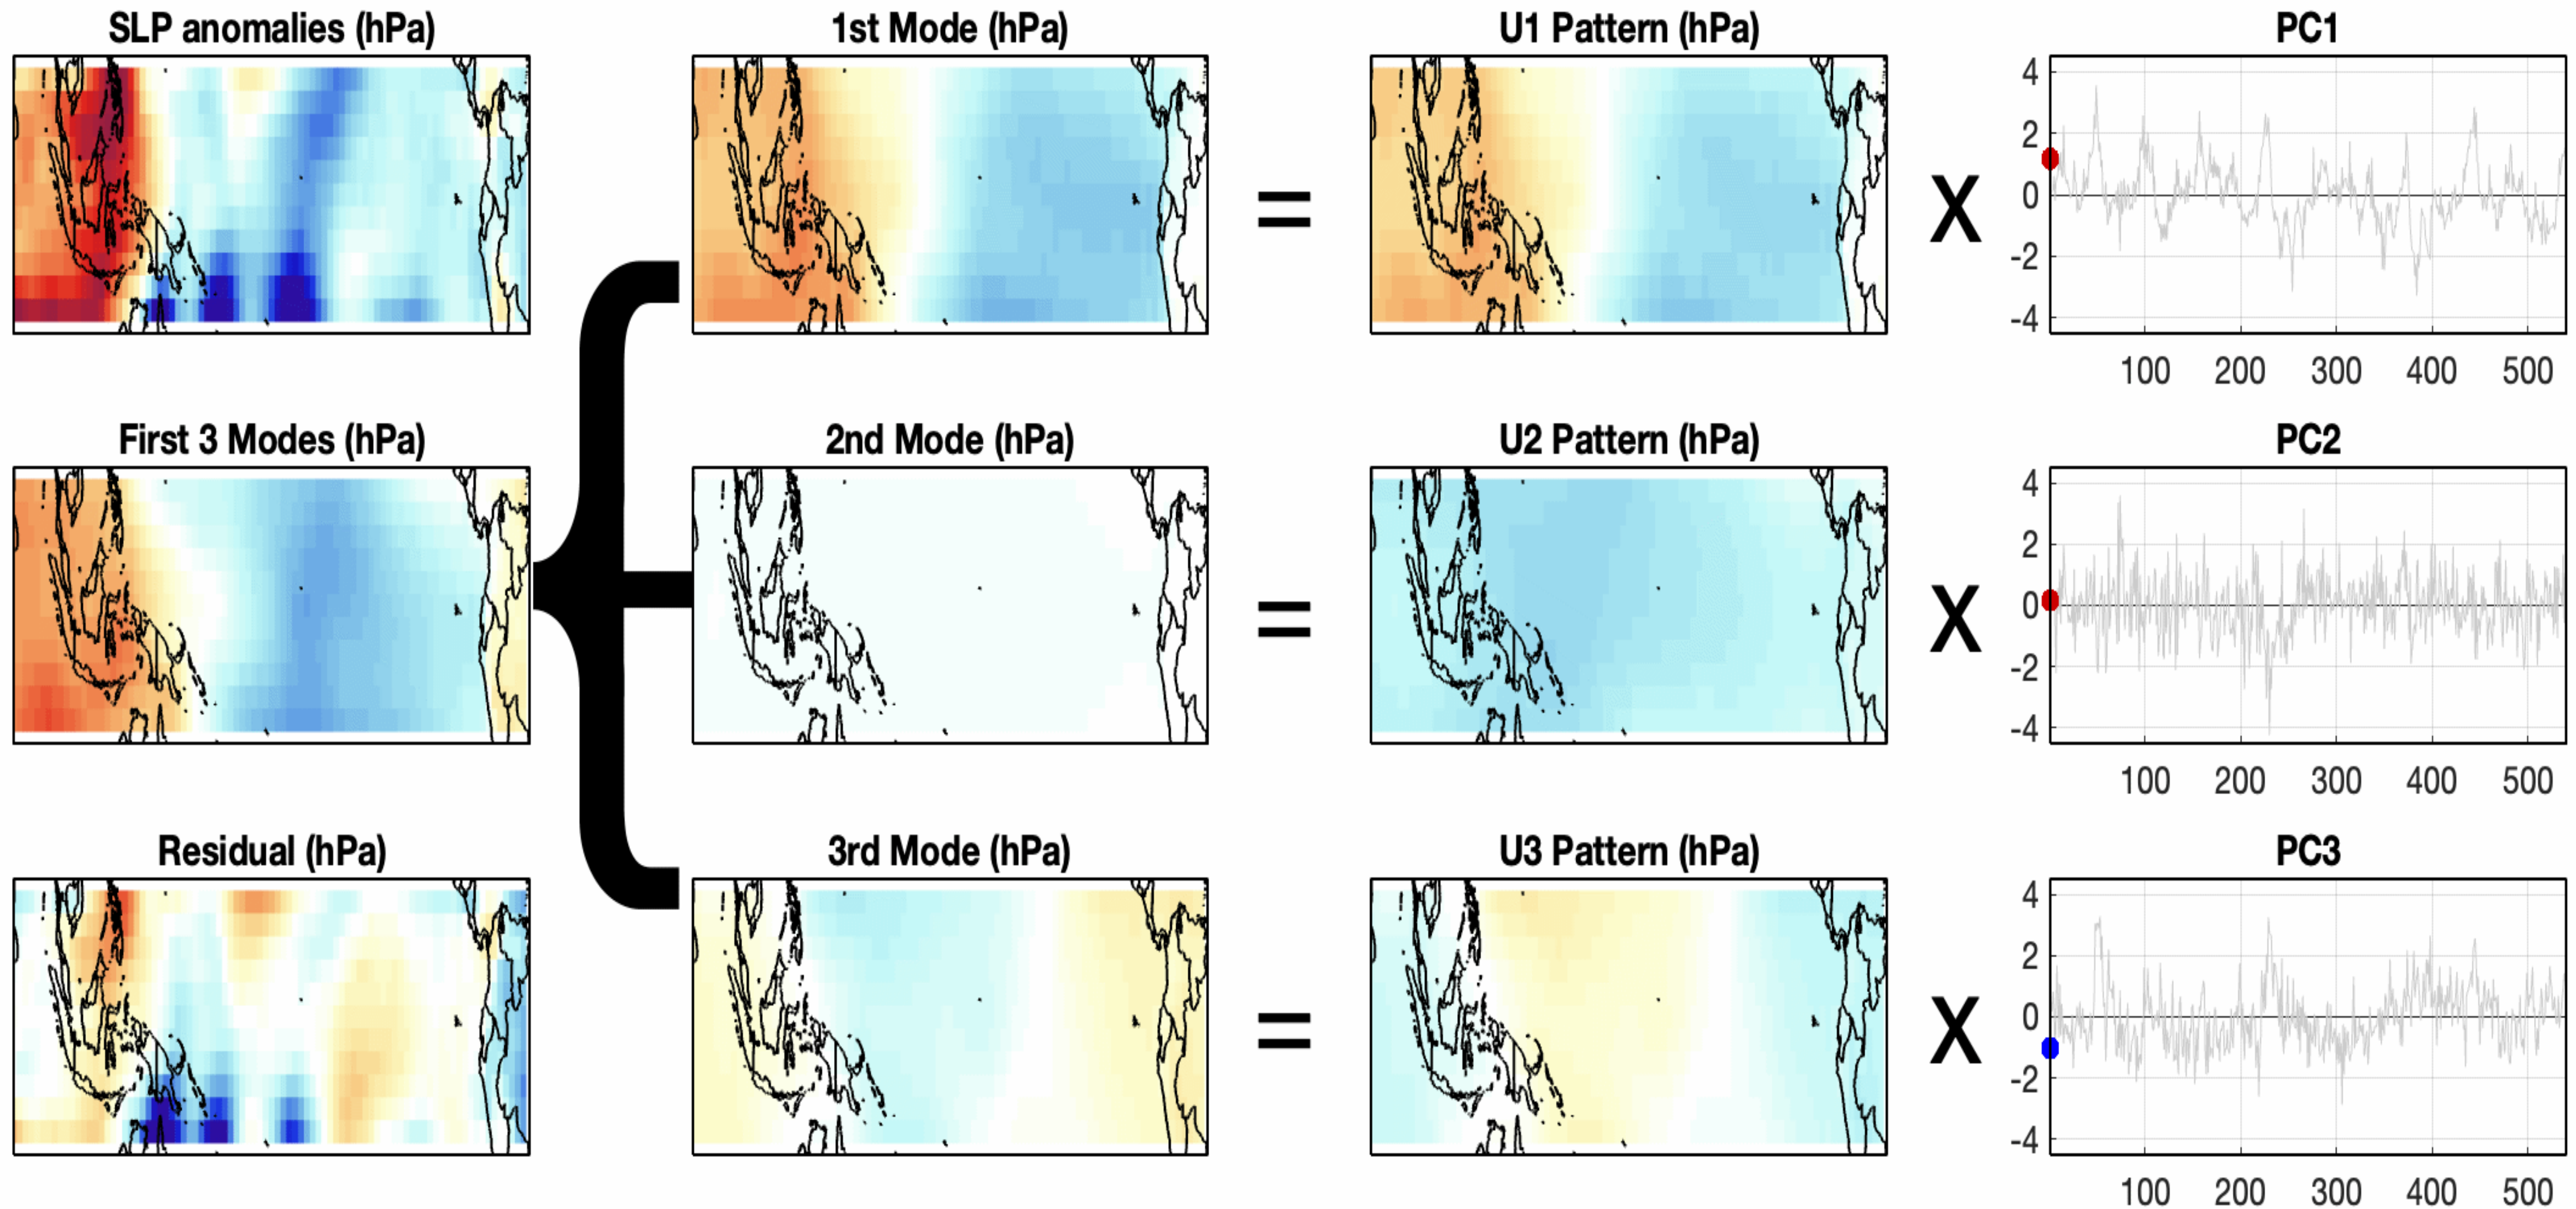 SLP anomalies (hPa)
1st Mode (hPa)
U1 Pattern (hPa)
PC1
=
X
4
2
0
-2
-4
100 200 300 400 500
First 3 Modes (hPa)
2nd Mode (hPa)
U2 Pattern (hPa)
PC2
=
X
4
2
0
-2
-4
100 200 300 400 500
Residual (hPa)
3rd Mode (hPa)
U3 Pattern (hPa)
PC3
=
X
4
2
0
-2
-4
100 200 300 400 500